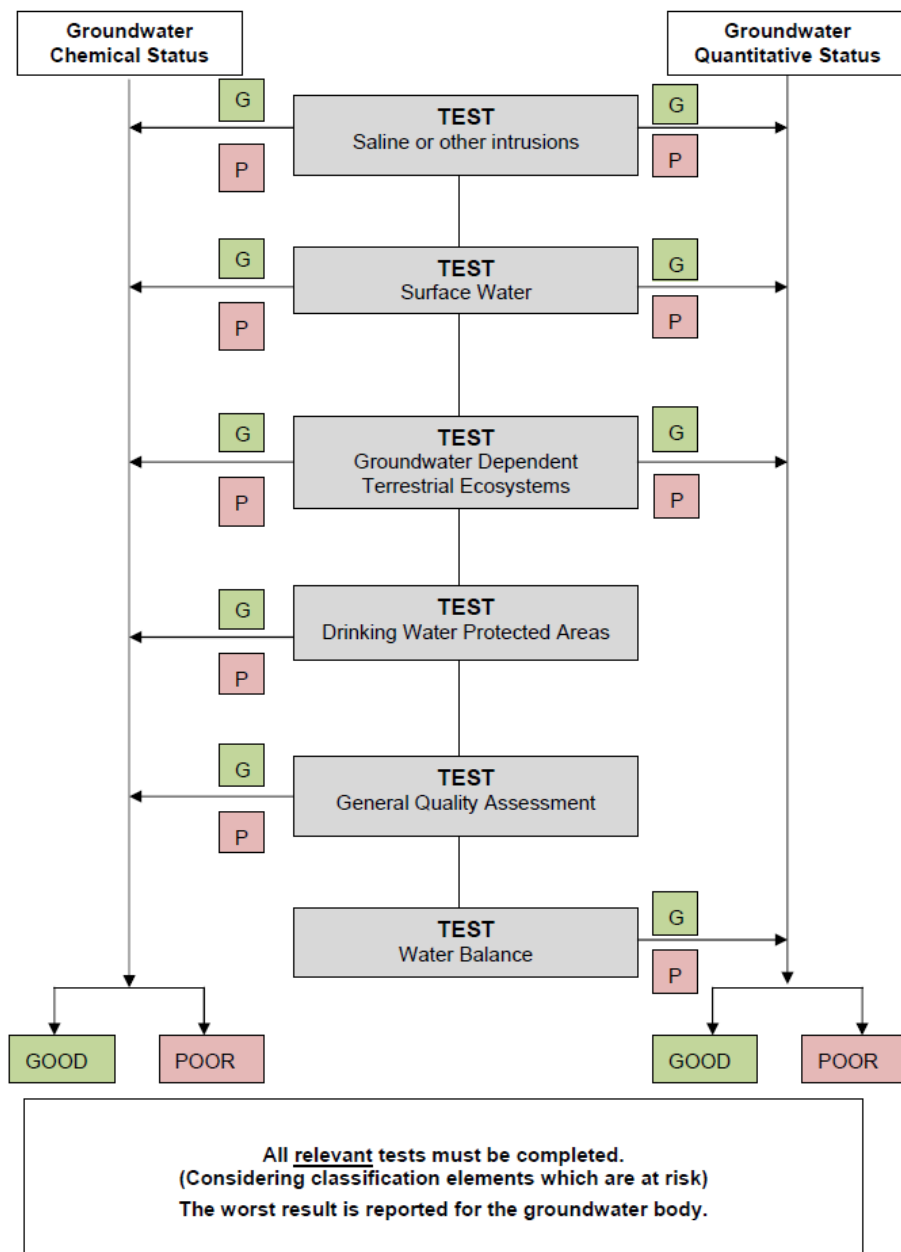 Groundwater
Chemical Status
Groundwater
Quantitative Status
G
P
TEST
Saline or other intrusions
G
P
G
P
TEST
Surface Water
G
P
G
P
TEST
Groundwater Dependent
Terrestrial Ecosystems
G
P
G
P
TEST
Drinking Water Protected Areas
G
P
TEST
General Quality Assessment
TEST
Water Balance
G
P
GOOD
POOR
GOOD
POOR
All relevant tests must be completed.
(Considering classification elements which are at risk)
The worst result is reported for the groundwater body.